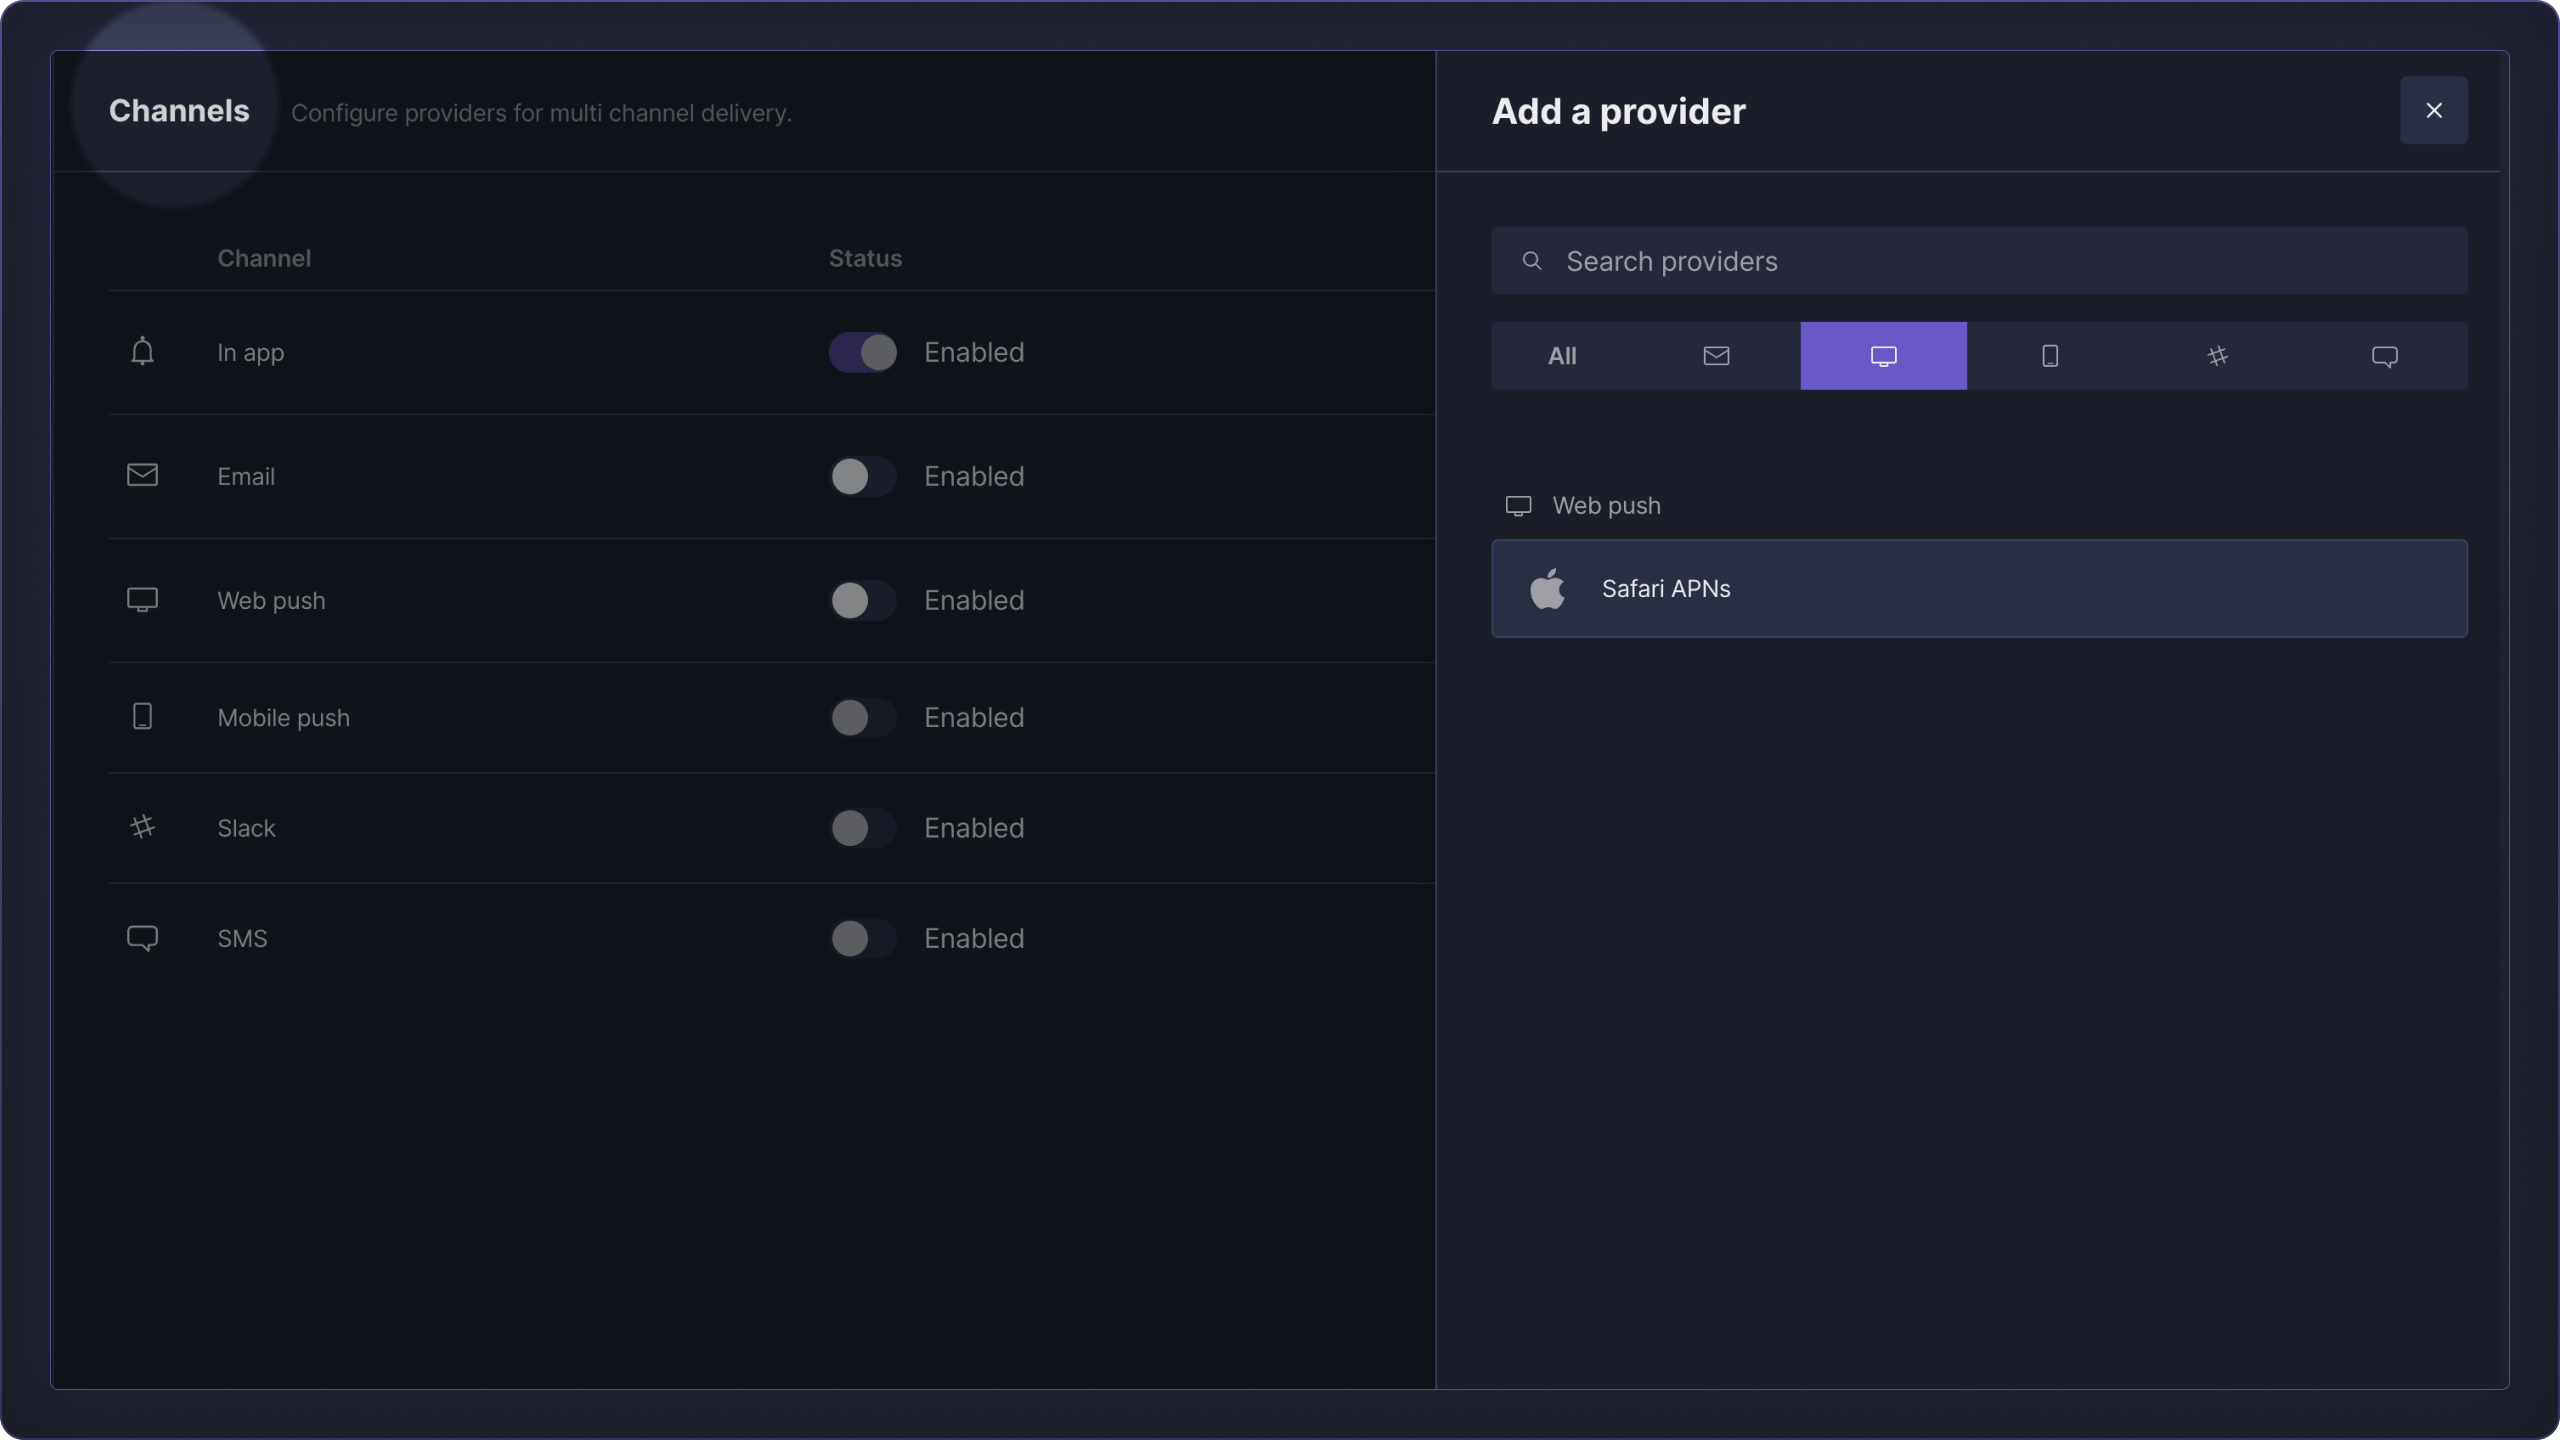 Channels Configure providers for multi channel delivery.
Channel Status
In app Enabled
Email Enabled
Web push Enabled
Mobile push Enabled
Slack Enabled
SMS Enabled
Add a provider
Search providers
All
Web push
Safari APNs